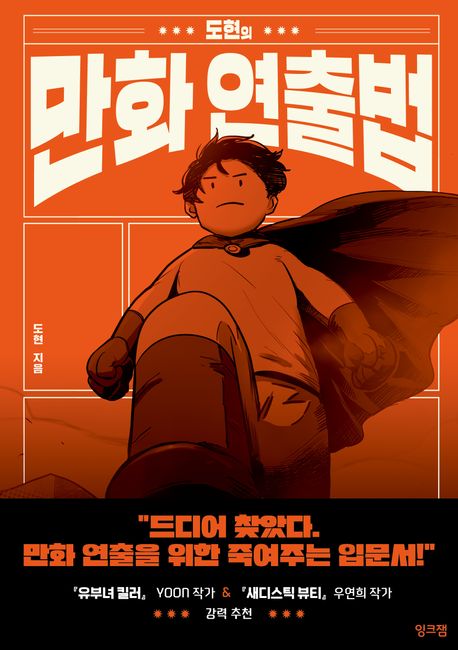 도현의
만화 연출법
도현 지음
"드디어 찾았다.
만화 연출을 위한 죽여주는 입문서!"
『유부녀 킬러』 YOON 작가 & 『새디스틱 뷰티』 우연희 작가
강력 추천
잉크잼